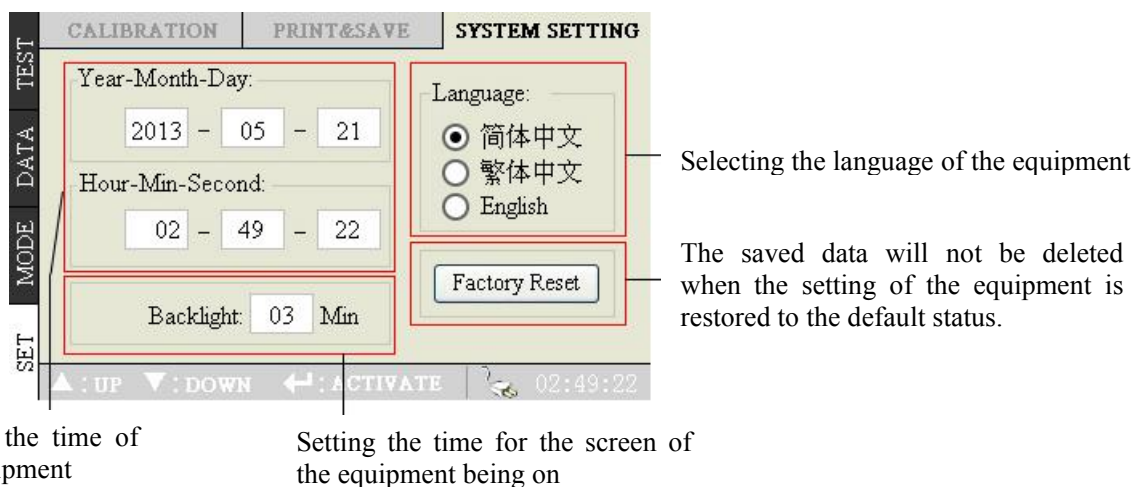 CALIBRATION PRINT&SAVE SYSTEM SETTING
TEST
DATA
MODE
SET
Year-Month-Day:
2013 - 05 - 21
Hour-Min-Second:
02 - 49 - 22
Backlight: 03 Min
Language:
简体中文
繁体中文
English
Factory Reset
▲:UP ▼:DOWN ↵:ACTIVATE 02:49:22
Selecting the language of the equipment
The saved data will not be deleted
when the setting of the equipment is
restored to the default status.
the time of
pment
Setting the time for the screen of
the equipment being on